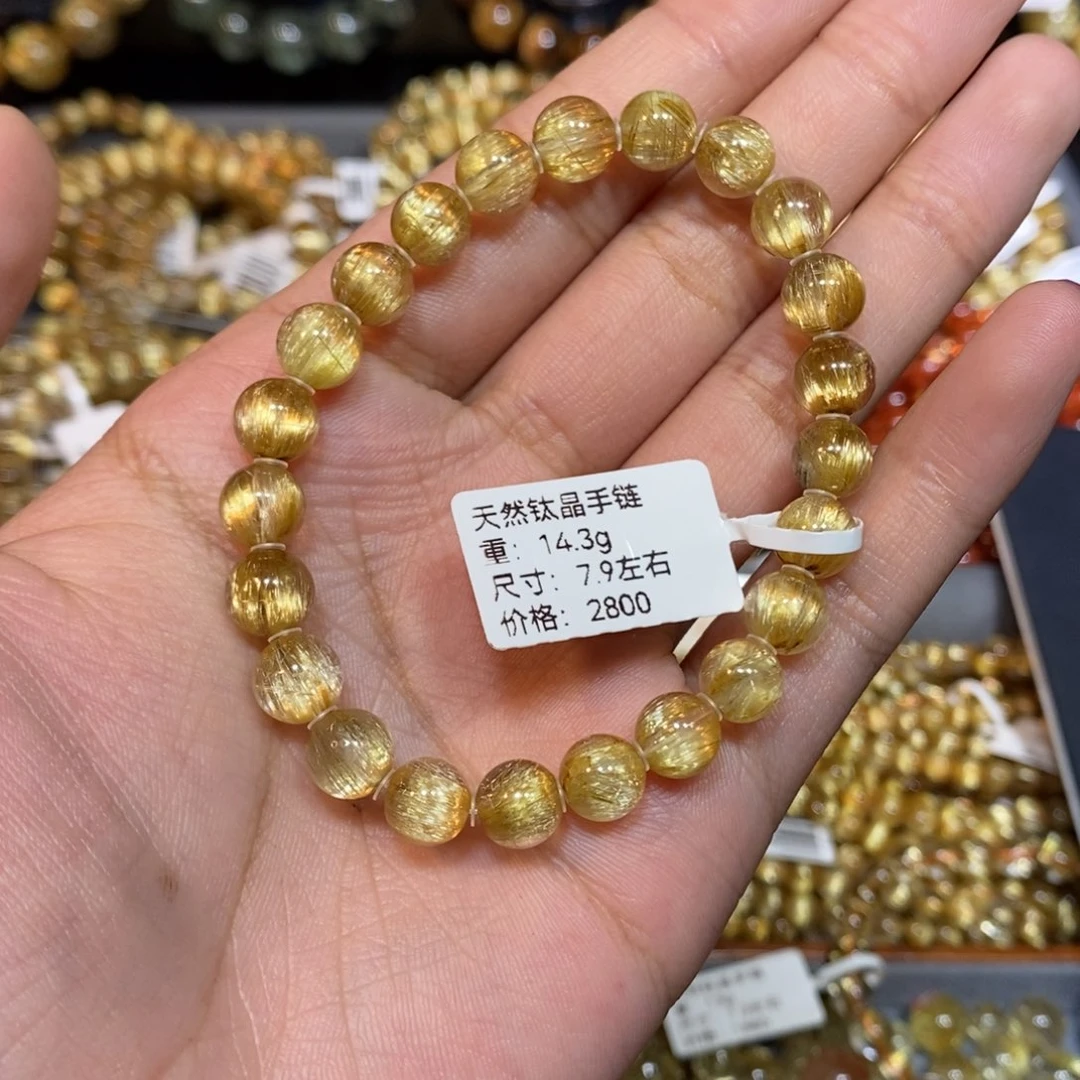 天然钛晶手链
重：14.3g
尺寸：7.9左右
价格：2800